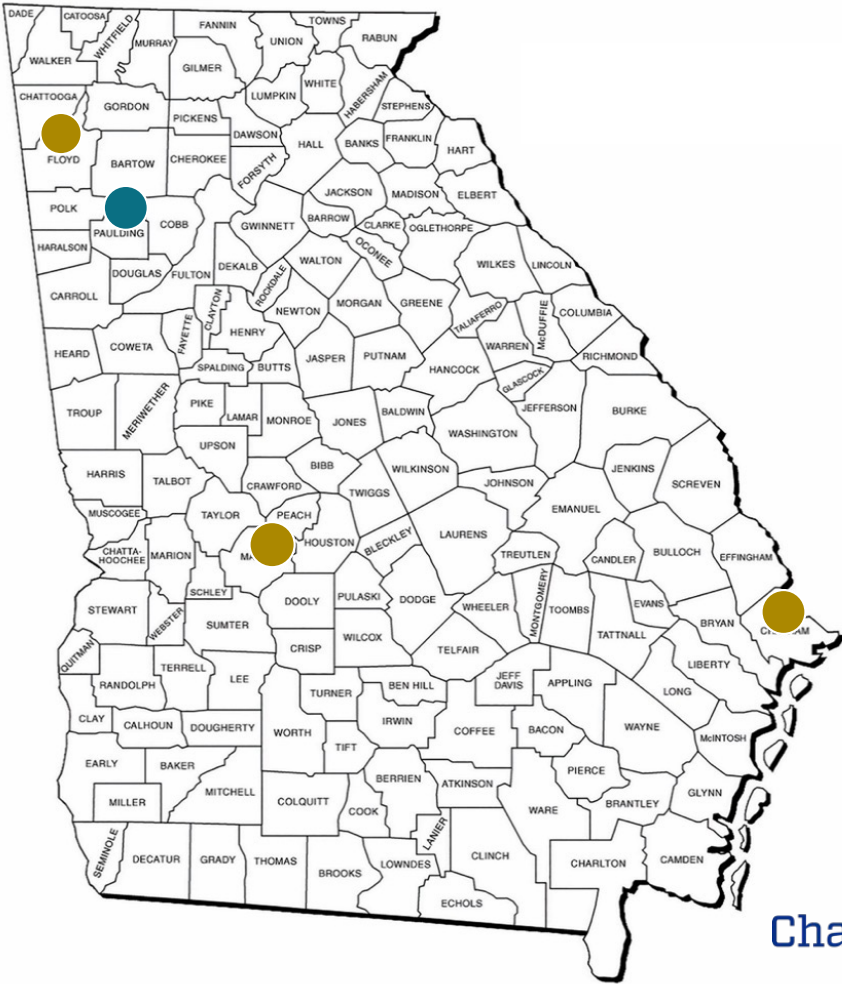 DADE
CATOOSA
WHITFIELD
MURRAY
FANNIN
UNION
TOWNS
RABUN
WALKER
GILMER
LUMPKIN
WHITE
HABERSHAM
STEPHENS
CHATTOOGA
GORDON
PICKENS
DAWSON
HALL
BANKS
FRANKLIN
HART
FLOYD
BARTOW
CHEROKEE
FORSYTH
JACKSON
MADISON
ELBERT
POLK
PAULDING
COBB
GWINNETT
BARROW
CLARKE
OGLETHORPE
HARALSON
DOUGLAS
FULTON
DEKALB
ROCKDALE
WALTON
OCONEE
WILKES
LINCOLN
CARROLL
FAYETTE
CLAYTON
HENRY
NEWTON
MORGAN
GREENE
TALIAFERRO
McDUFFIE
COLUMBIA
HEARD
COWETA
SPALDING
BUTTS
JASPER
PUTNAM
HANCOCK
WARREN
GLASCOCK
RICHMOND
TROUP
MERIWETHER
PIKE
LAMAR
MONROE
JONES
BALDWIN
WASHINGTON
JEFFERSON
BURKE
UPSON
HARRIS
TALBOT
CRAWFORD
BIBB
TWIGGS
WILKINSON
JOHNSON
JENKINS
SCREVEN
MUSCOGEE
TAYLOR
PEACH
EMANUEL
CHATTA-
HOOCHEE
MARION
HOUSTON
BLECKLEY
LAURENS
TREUTLEN
CANDLER
BULLOCH
EFFINGHAM
STEWART
WEBSTER
SCHLEY
SUMTER
DOOLY
PULASKI
DODGE
WHEELER
MONTGOMERY
TOOMBS
EVANS
TATTNALL
BRYAN
QUITMAN
CRISP
WILCOX
TELFAIR
LIBERTY
RANDOLPH
TERRELL
LEE
TURNER
BEN HILL
JEFF
DAVIS
APPLING
LONG
CLAY
CALHOUN
DOUGHERTY
WORTH
TIFT
IRWIN
COFFEE
BACON
WAYNE
McINTOSH
EARLY
BAKER
MITCHELL
BERRIEN
ATKINSON
PIERCE
MILLER
COLQUITT
COOK
WARE
BRANTLEY
GLYNN
SEMINOLE
DECATUR
GRADY
THOMAS
BROOKS
LOWNDES
LANIER
CLINCH
CHARLTON
CAMDEN
ECHOLS
Cha